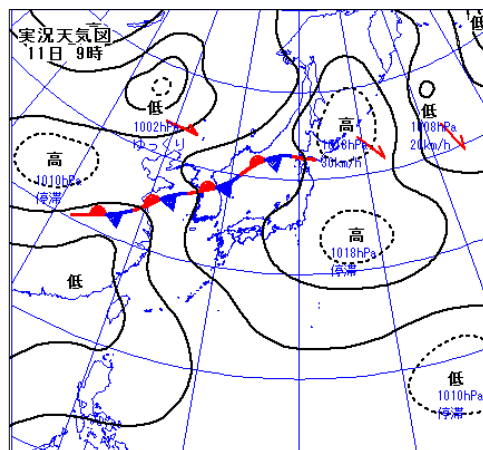 実況天気図
11日 9時
低
1002hPa
ゆっくり
高
1010hPa
停滞
高
1018hPa
30km/h
低
1008hPa
20km/h
低
高
1018hPa
停滞
低
低
1010hPa
停滞